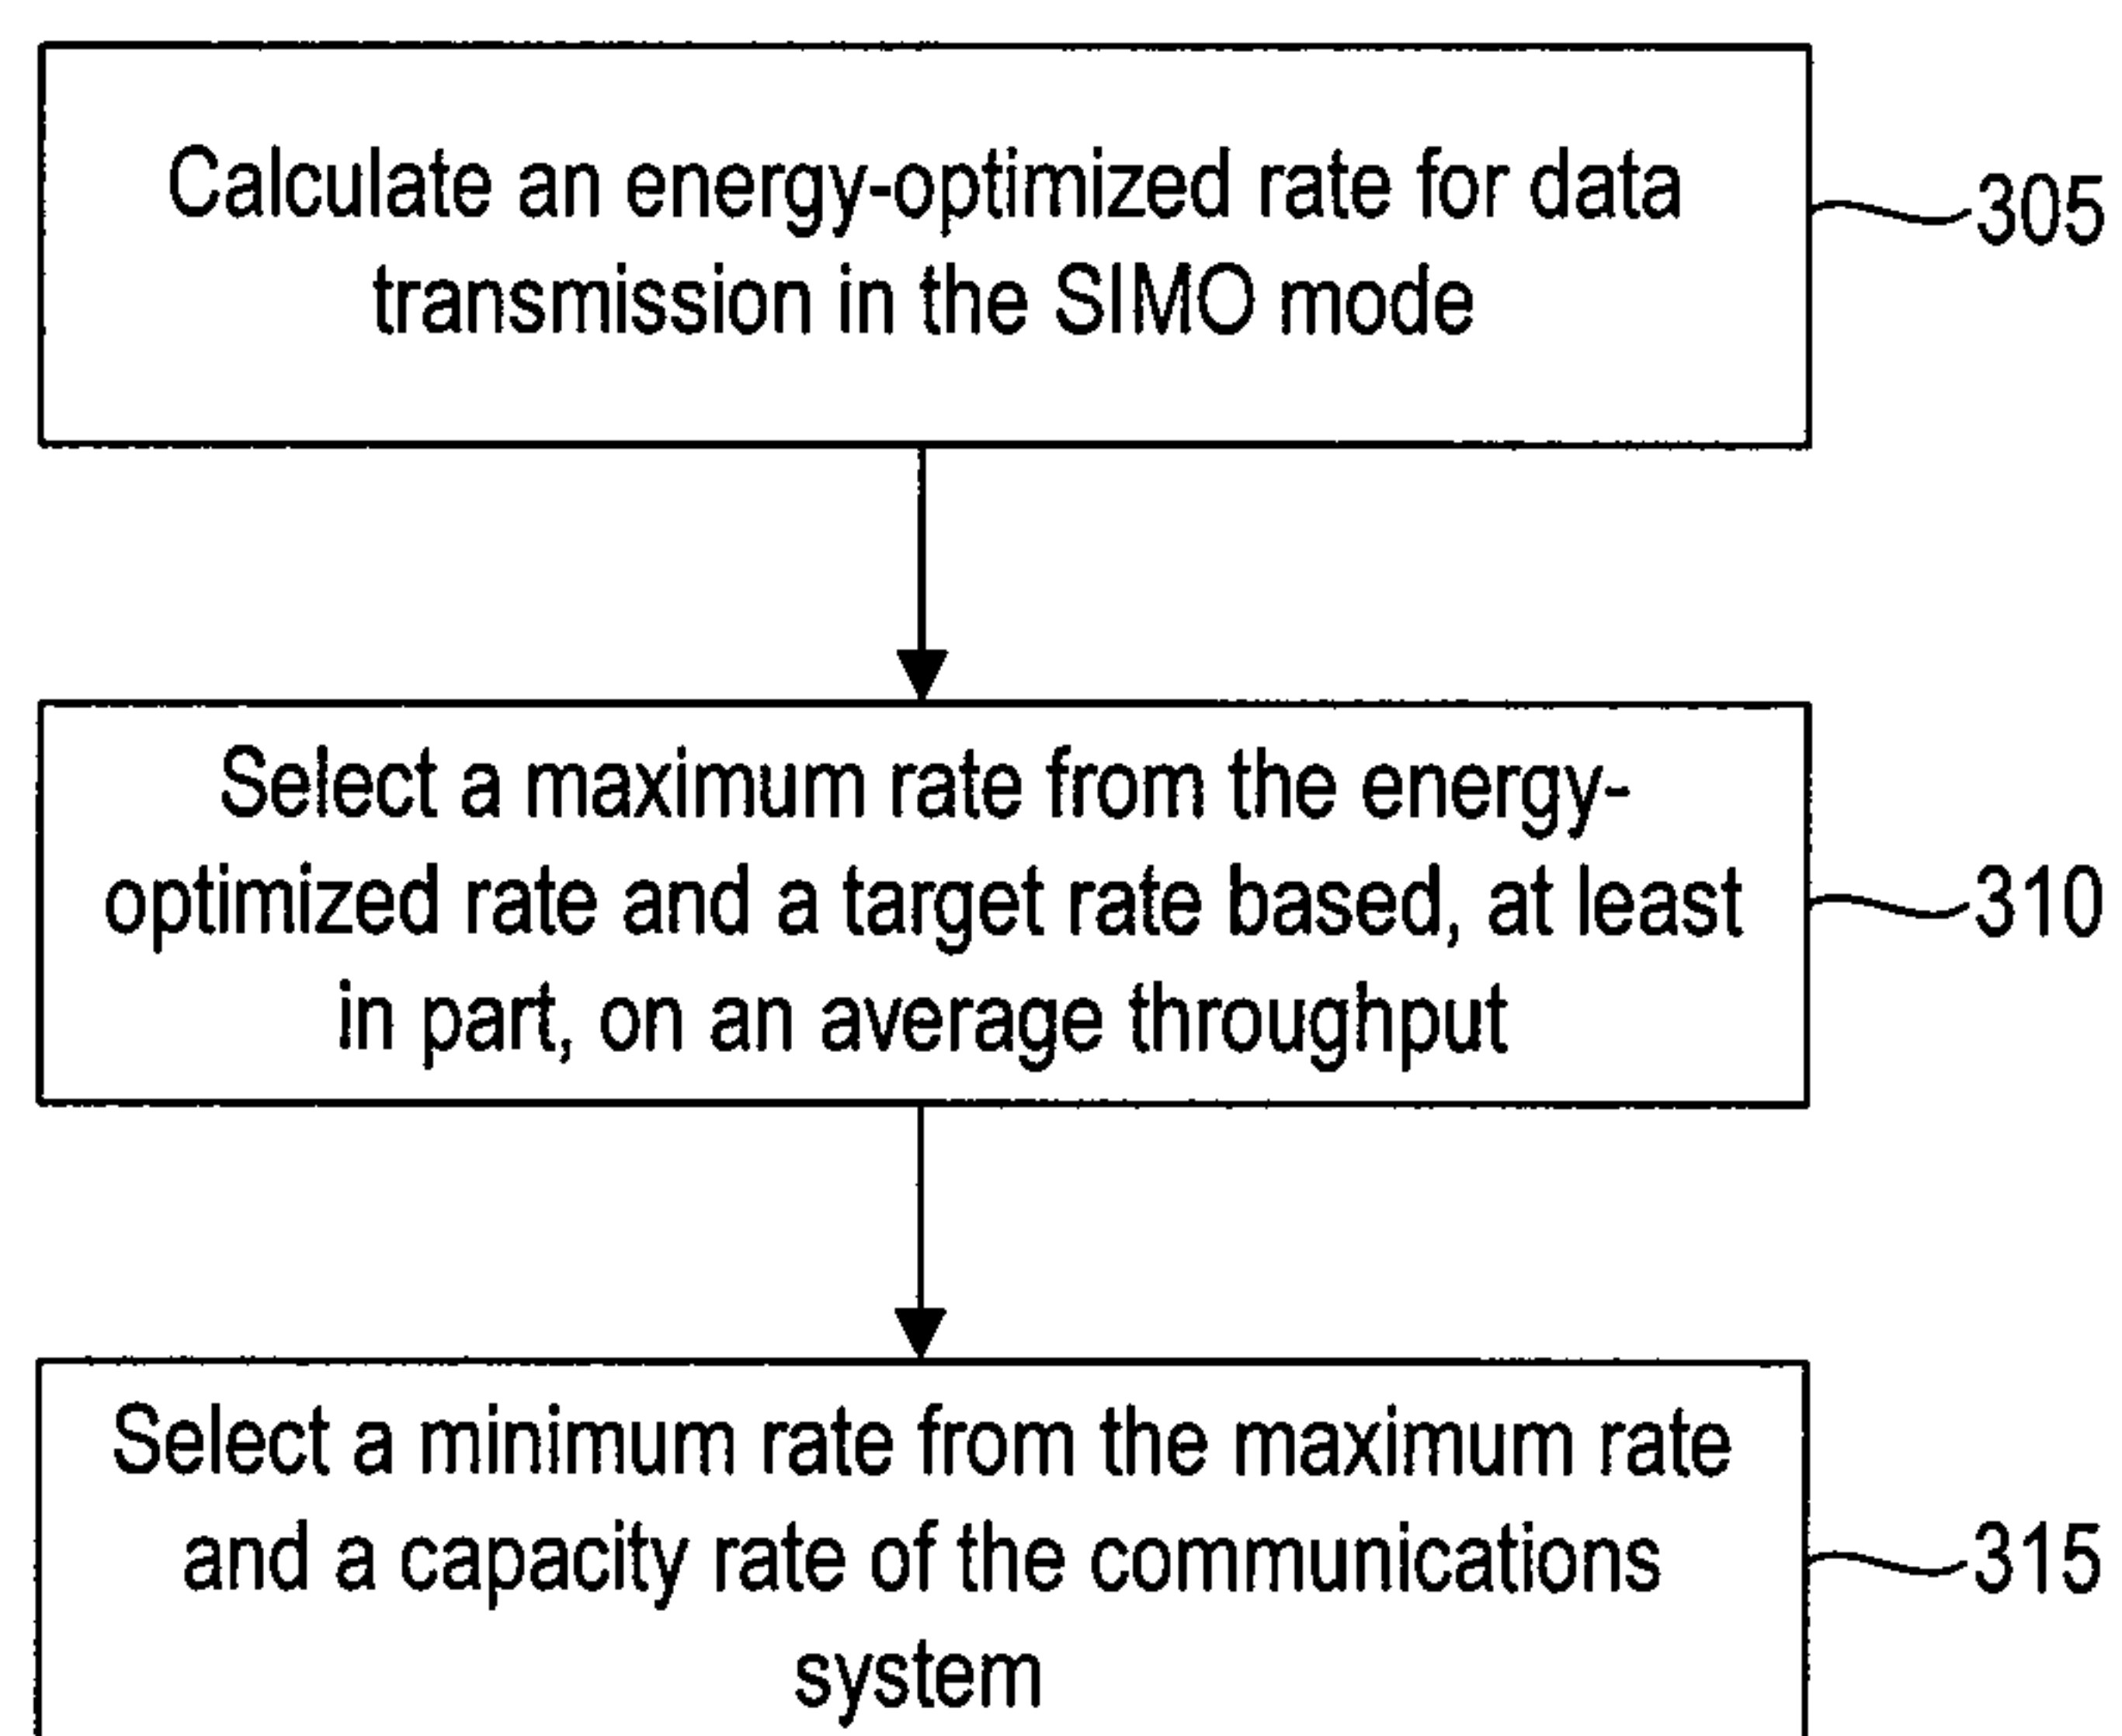 Calculate an energy-optimized rate for data
transmission in the SIMO mode
305
Select a maximum rate from the energy-
optimized rate and a target rate based, at least
in part, on an average throughput
310
Select a minimum rate from the maximum rate
and a capacity rate of the communications
system
315